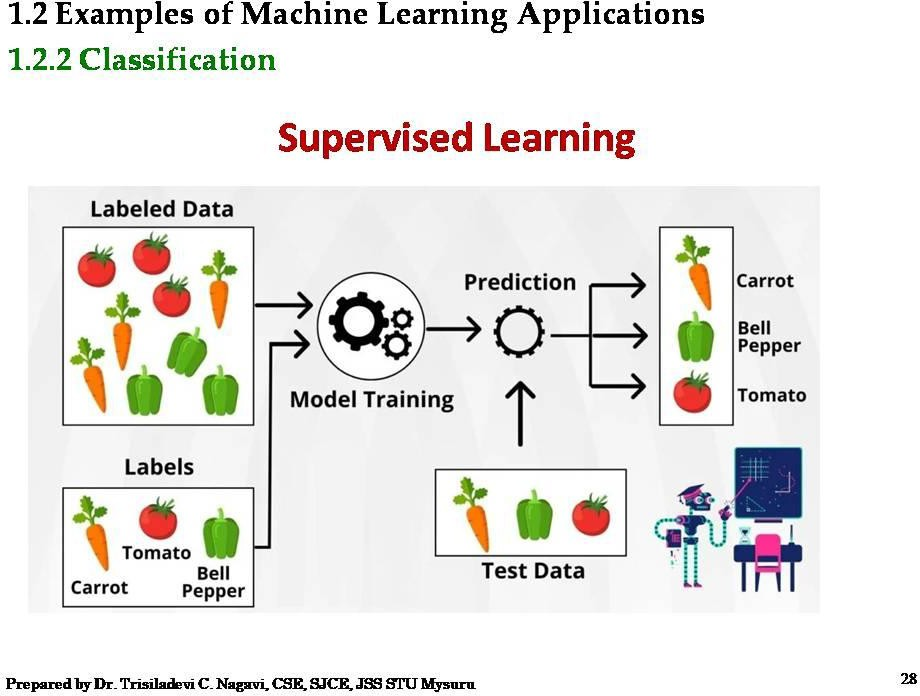 1.2 Examples of Machine Learning Applications
1.2.2 Classification
Supervised Learning
Labeled Data
Labels
Carrot
Tomato
Bell
Pepper
Model Training
Prediction
Test Data
Carrot
Bell
Pepper
Tomato
Prepared by Dr. Trisiladevi C. Nagavi, CSE, SJCE, JSS STU Mysuru
28